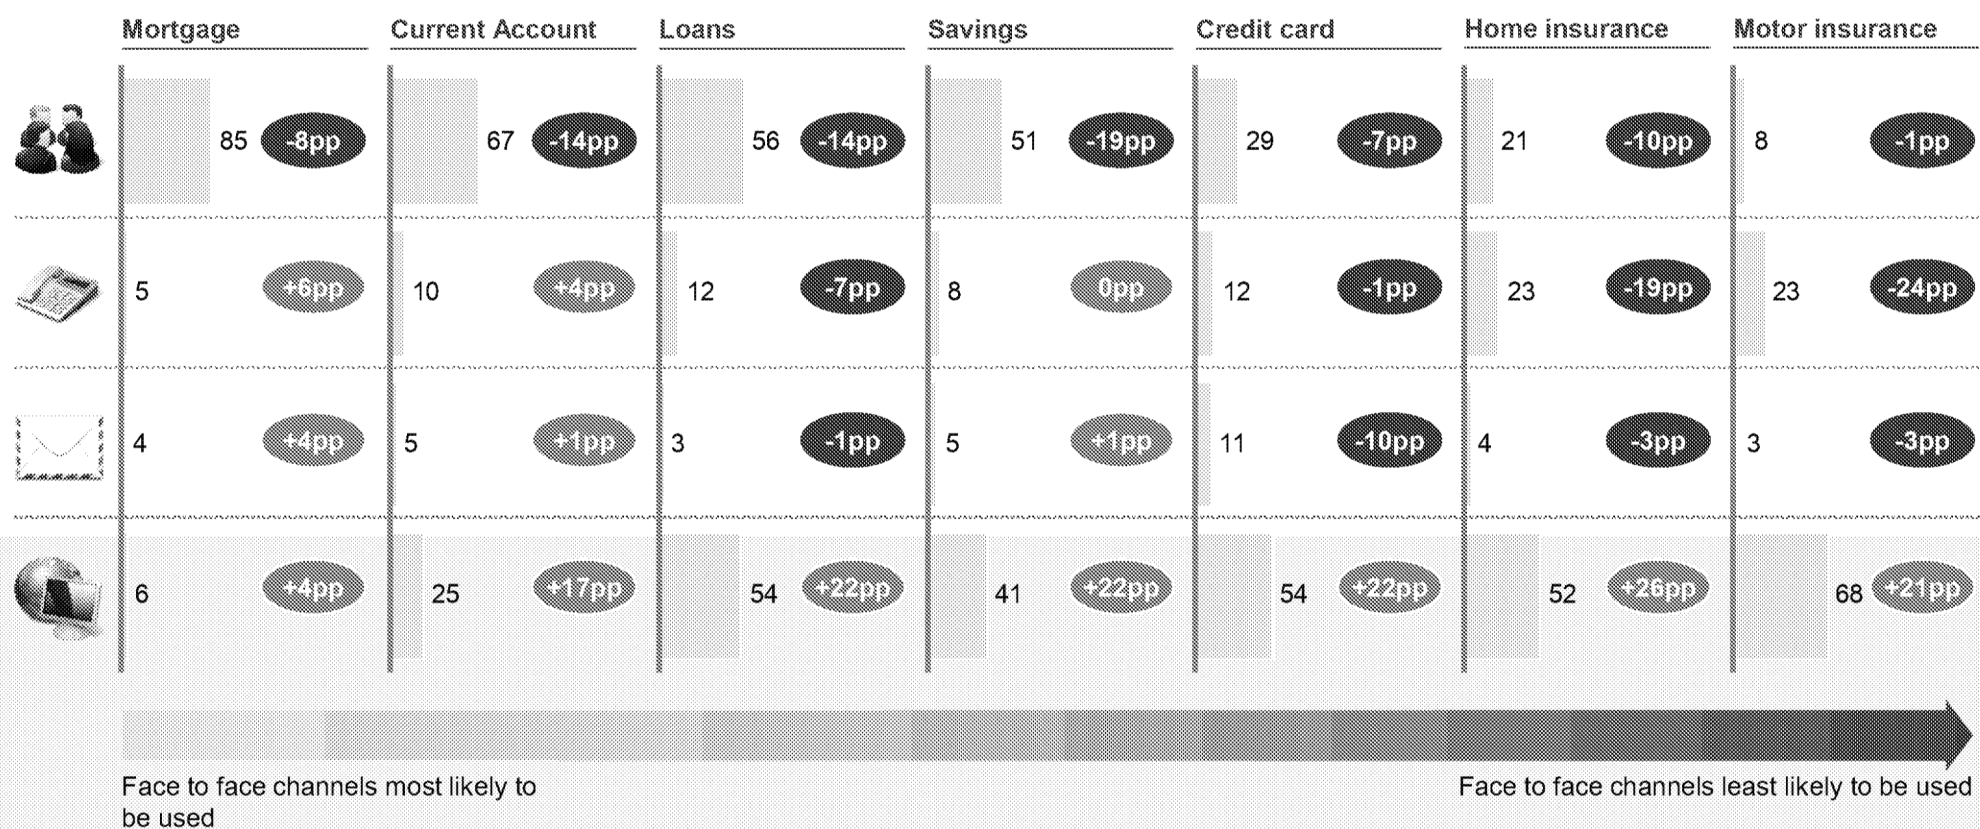 Mortgage Current Account Loans Savings Credit card Home insurance Motor insurance
85 -8pp 67 -14pp 56 -14pp 51 -19pp 29 -7pp 21 -10pp 8 -1pp
5 +6pp 10 +4pp 12 -7pp 8 0pp 12 -1pp 23 -19pp 23 -24pp
4 +4pp 5 +1pp 3 -1pp 5 +1pp 11 -10pp 4 -3pp 3 -3pp
6 +4pp 25 +17pp 54 +22pp 41 +22pp 54 +22pp 52 +26pp 68 +21pp
Face to face channels most likely to
be used
Face to face channels least likely to be used